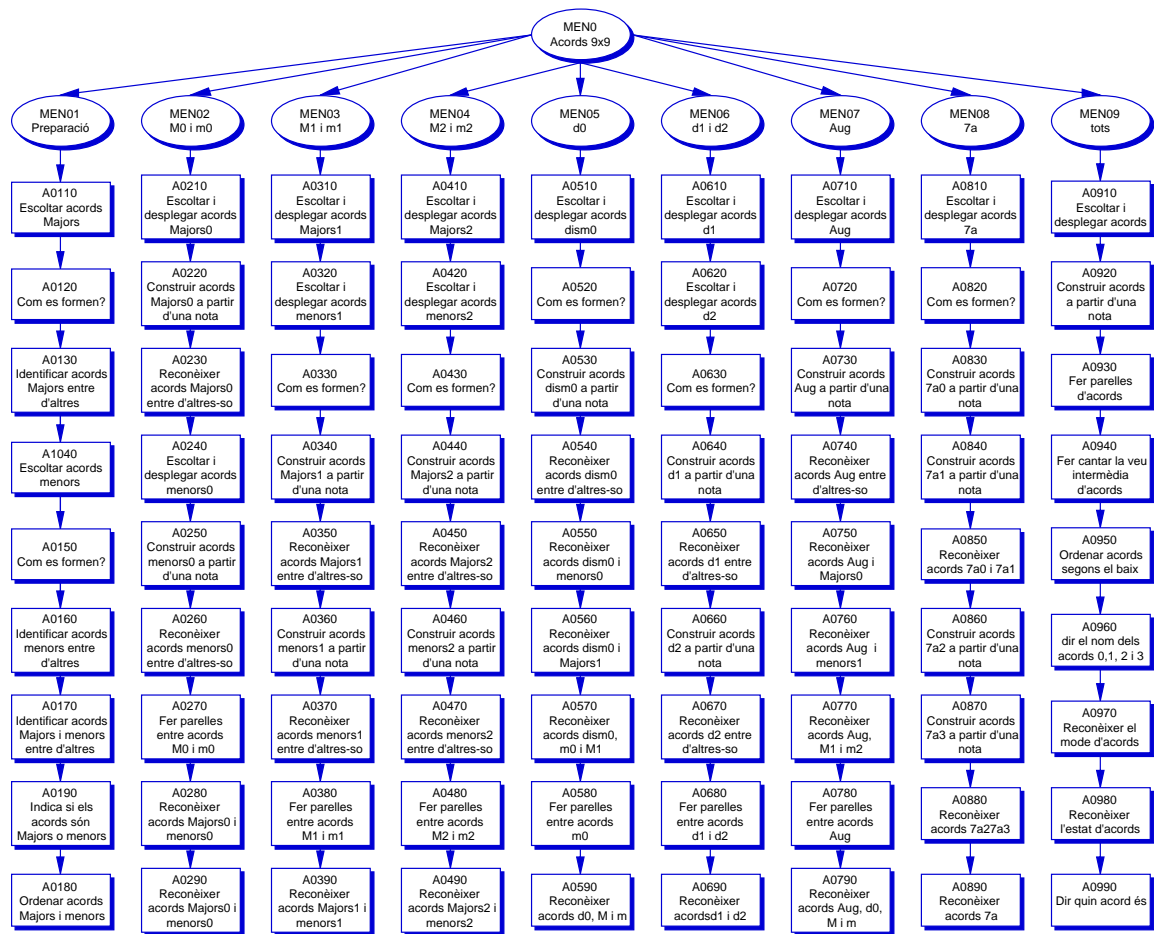 MEN0
Acords 9x9
MEN01
Preparació
MEN02
M0 i m0
MEN03
M1 i m1
MEN04
M2 i m2
MEN05
d0
MEN06
d1 i d2
MEN07
Aug
MEN08
7a
MEN09
tots
A0110
Escoltar acords
Majors
A0120
Com es formen?
A0130
Identificar acords
Majors entre
d'altres
A1040
Escoltar acords
menors
A0150
Com es formen?
A0160
Identificar acords
menors entre
d'altres
A0170
Identificar acords
Majors i menors
entre d'altres
A0190
Indica si els
acords són
Majors o menors
A0180
Ordenar acords
Majors i menors
A0210
Escoltar i
desplegar acords
Majors0
A0220
Construir acords
Majors0 a partir
d'una nota
A0230
Reconèixer
acords Majors0
entre d'altres-so
A0240
Escoltar i
desplegar acords
menors0
A0250
Construir acords
menors0 a partir
d'una nota
A0260
Reconèixer
acords menors0
entre d'altres-so
A0270
Fer parelles
entre acords
M0 i m0
A0280
Reconèixer
acords Majors0 i
menors0
A0290
Reconèixer
acords Majors0 i
menors0
A0310
Escoltar i
desplegar acords
Majors1
A0320
Escoltar i
desplegar acords
menors1
A0330
Com es formen?
A0340
Construir acords
Majors1 a partir
d'una nota
A0350
Reconèixer
acords Majors1
entre d'altres-so
A0360
Construir acords
menors1 a partir
d'una nota
A0370
Reconèixer
acords menors1
entre d'altres-so
A0380
Fer parelles
entre acords
M1 i m1
A0390
Reconèixer
acords Majors1 i
menors1
A0410
Escoltar i
desplegar acords
Majors2
A0420
Escoltar i
desplegar acords
menors2
A0430
Com es formen?
A0440
Construir acords
Majors2 a partir
d'una nota
A0450
Reconèixer
acords Majors2
entre d'altres-so
A0460
Construir acords
menors2 a partir
d'una nota
A0470
Reconèixer
acords menors2
entre d'altres-so
A0480
Fer parelles
entre acords
M2 i m2
A0490
Reconèixer
acords Majors2 i
menors2
A0510
Escoltar i
desplegar acords
dism0
A0520
Com es formen?
A0530
Construir acords
dism0 a partir
d'una nota
A0540
Reconèixer
acords dism0
entre d'altres-so
A0550
Reconèixer
acords dism0 i
menors0
A0560
Reconèixer
acords dism0 i
Majors1
A0570
Reconèixer
acords dism0,
m0 i M1
A0580
Fer parelles
entre acords
m0
A0590
Reconèixer
acords d0, M i m
A0610
Escoltar i
desplegar acords
d1
A0620
Escoltar i
desplegar acords
d2
A0630
Com es formen?
A0640
Construir acords
d1 a partir d'una
nota
A0650
Reconèixer
acords d1 entre
d'altres-so
A0660
Construir acords
d2 a partir d'una
nota
A0670
Reconèixer
acords d2 entre
d'altres-so
A0680
Fer parelles
entre acords
d1 i d2
A0690
Reconèixer
acordsd1 i d2
A0710
Escoltar i
desplegar acords
Aug
A0720
Com es formen?
A0730
Construir acords
Aug a partir d'una
nota
A0740
Reconèixer
acords Aug entre
d'altres-so
A0750
Reconèixer
acords Aug i
Majors0
A0760
Reconèixer
acords Aug i
menors1
A0770
Reconèixer
acords Aug,
M1 i m2
A0780
Fer parelles
entre acords
Aug
A0790
Reconèixer
acords Aug, d0,
M i m
A0810
Escoltar i
desplegar acords
7a
A0820
Com es formen?
A0830
Construir acords
7a0 a partir d'una
nota
A0840
Construir acords
7a1 a partir d'una
nota
A0850
Reconèixer
acords 7a0 i 7a1
A0860
Construir acords
7a2 a partir d'una
nota
A0870
Construir acords
7a3 a partir d'una
nota
A0880
Reconèixer
acords 7a27a3
A0890
Reconèixer
acords 7a
A0910
Escoltar i
desplegar acords
A0920
Construir acords
a partir d'una
nota
A0930
Fer parelles
d'acords
A0940
Fer cantar la veu
intermèdia
d'acords
A0950
Ordenar acords
segons el baix
A0960
dir el nom dels
acords 0,1, 2 i 3
A0970
Reconèixer el
mode d'acords
A0980
Reconèixer
l'estat d'acords
A0990
Dir quin acord és